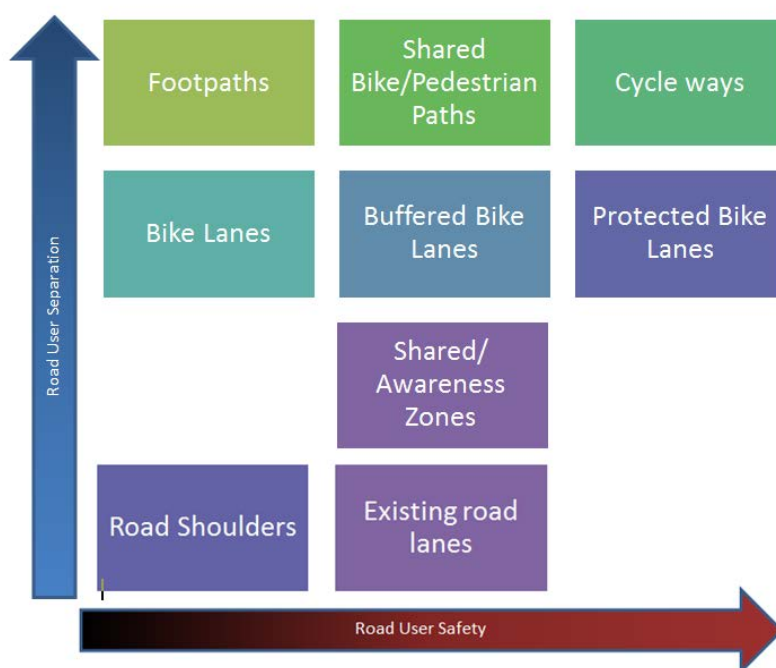 Footpaths
Shared
Bike/Pedestrian
Paths
Cycle ways
Bike Lanes
Buffered Bike
Lanes
Protected Bike
Lanes
Shared/
Awareness
Zones
Road Shoulders
Existing road
lanes
Road User Separation
Road User Safety